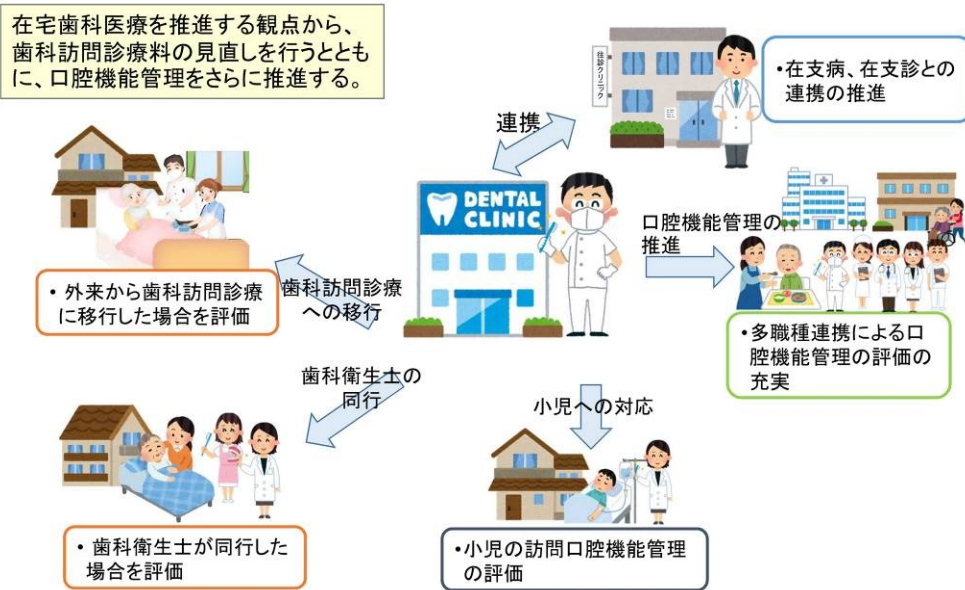 在宅歯科医療を推進する観点から、
歯科訪問診療料の見直しを行うととも
に、口腔機能管理をさらに推進する。
連携
往診クリニック
・在支病、在支診との
連携の推進
DENTAL
CLINIC
口腔機能管理の
推進
・多職種連携による口
腔機能管理の評価の
充実
歯科訪問診療
への移行
・外来から歯科訪問診療
に移行した場合を評価
歯科衛生士の
同行
・歯科衛生士が同行した
場合を評価
小児への対応
・小児の訪問口腔機能管理
の評価